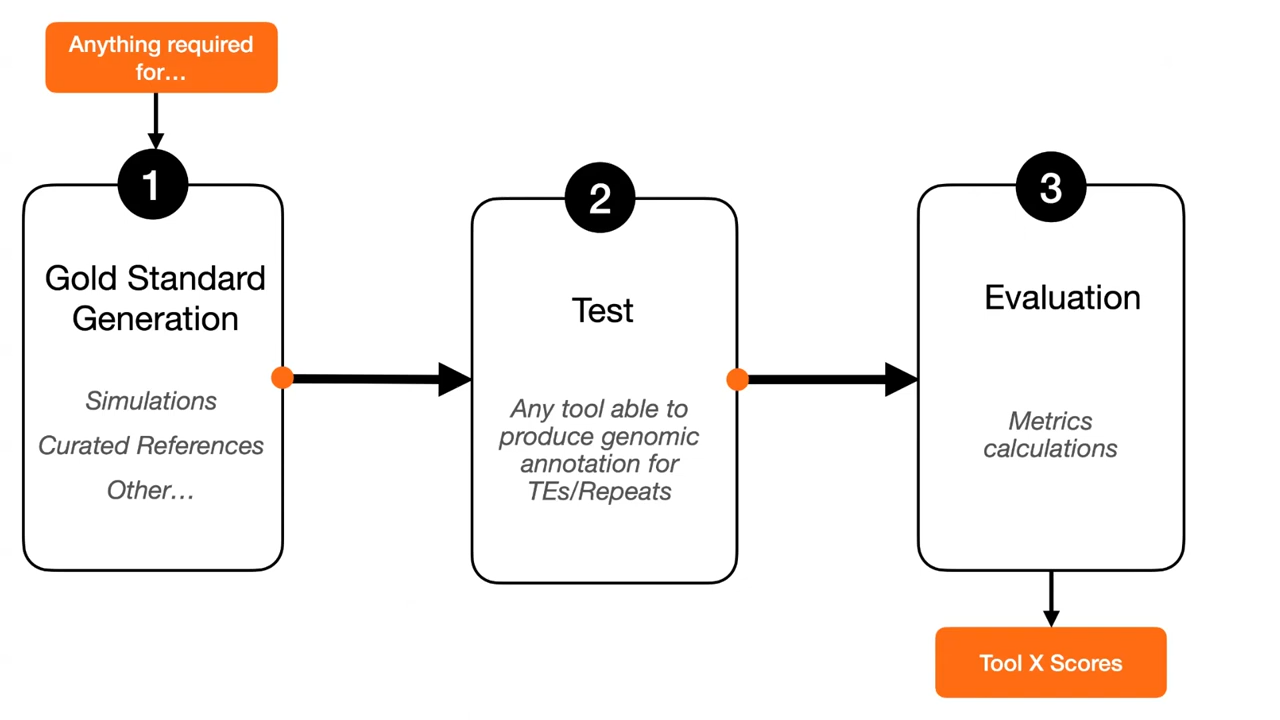 Anything required
for…
1
Gold Standard
Generation
Simulations
Curated References
Other…
2
Test
Any tool able to
produce genomic
annotation for
TEs/Repeats
3
Evaluation
Metrics
calculations
Tool X Scores